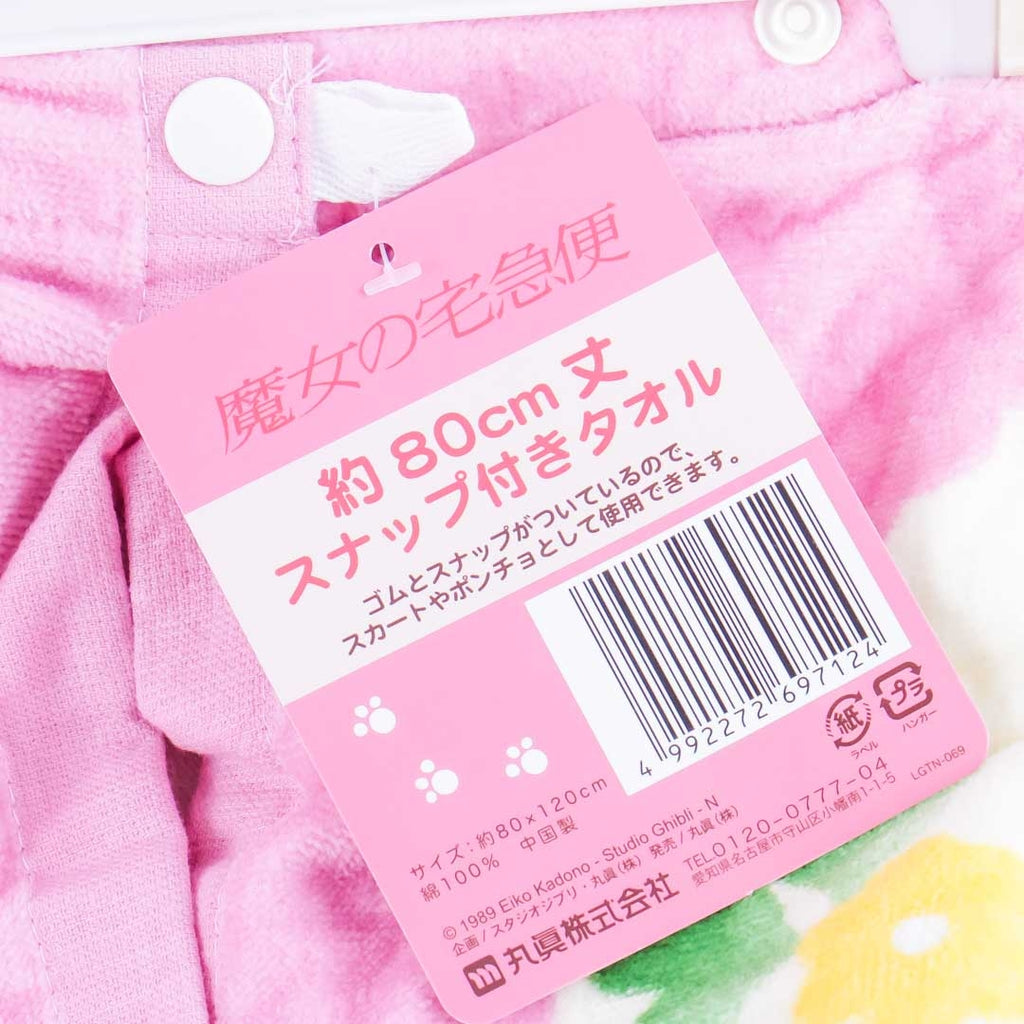 魔女の宅急便
約80cm丈
スナップ付きタオル
ゴムとスナップがついているので、
スカートやポンチョとして使用できます。
4 992272 697124
紙
ラベル
プラ
ハンガー
LGTN-069
サイズ:約80×120cm
綿100% 中国製
© 1989 Eiko Kadono - Studio Ghibli - N
企画/スタジオジブリ・丸眞(株) 発売/丸眞(株)
丸眞株式会社
TEL0120-0777-04
愛知県名古屋市守山区小幡南1-1-5